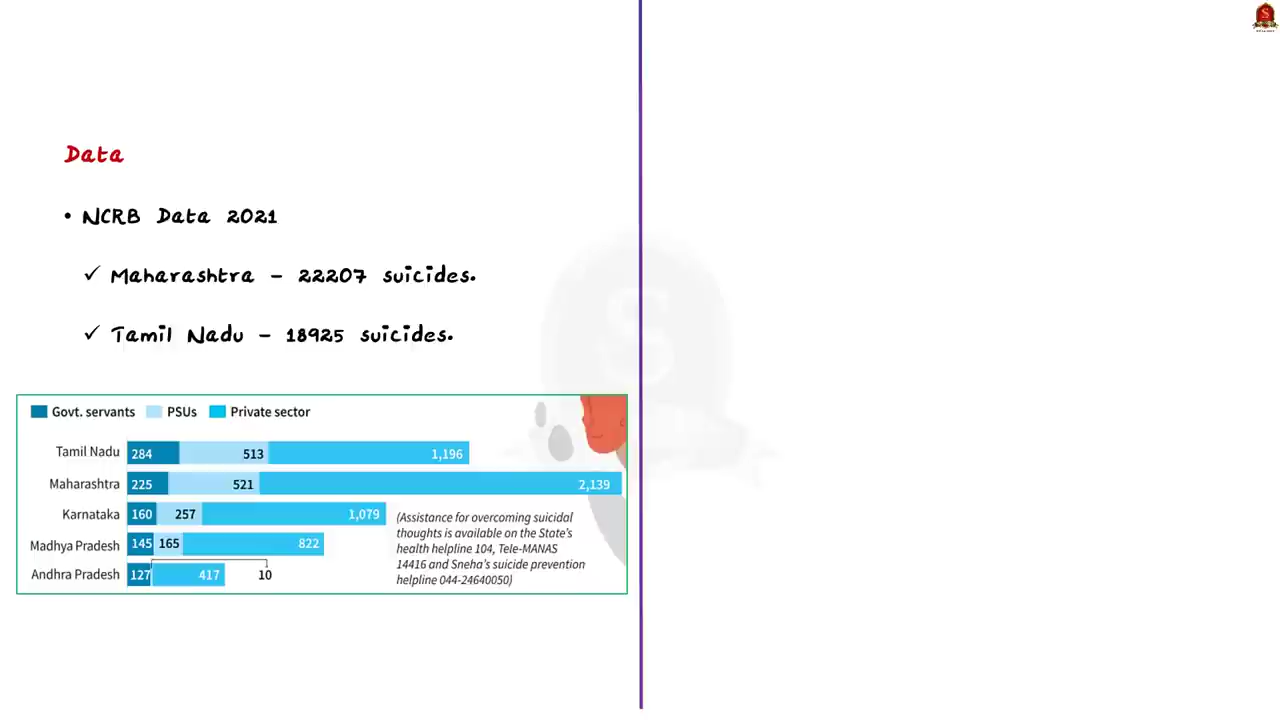 Data
• NCRB Data 2021
✓ Maharashtra – 22207 suicides.
✓ Tamil Nadu – 18925 suicides.
Govt. servants PSUs Private sector
Tamil Nadu 284 513 1,196
Maharashtra 225 521 2,139
Karnataka 160 257 1,079
Madhya Pradesh 145 165 822
Andhra Pradesh 127 417 10
(Assistance for overcoming suicidal
thoughts is available on the State's
health helpline 104, Tele-MANAS
14416 and Sneha's suicide prevention
helpline 044-24640050)